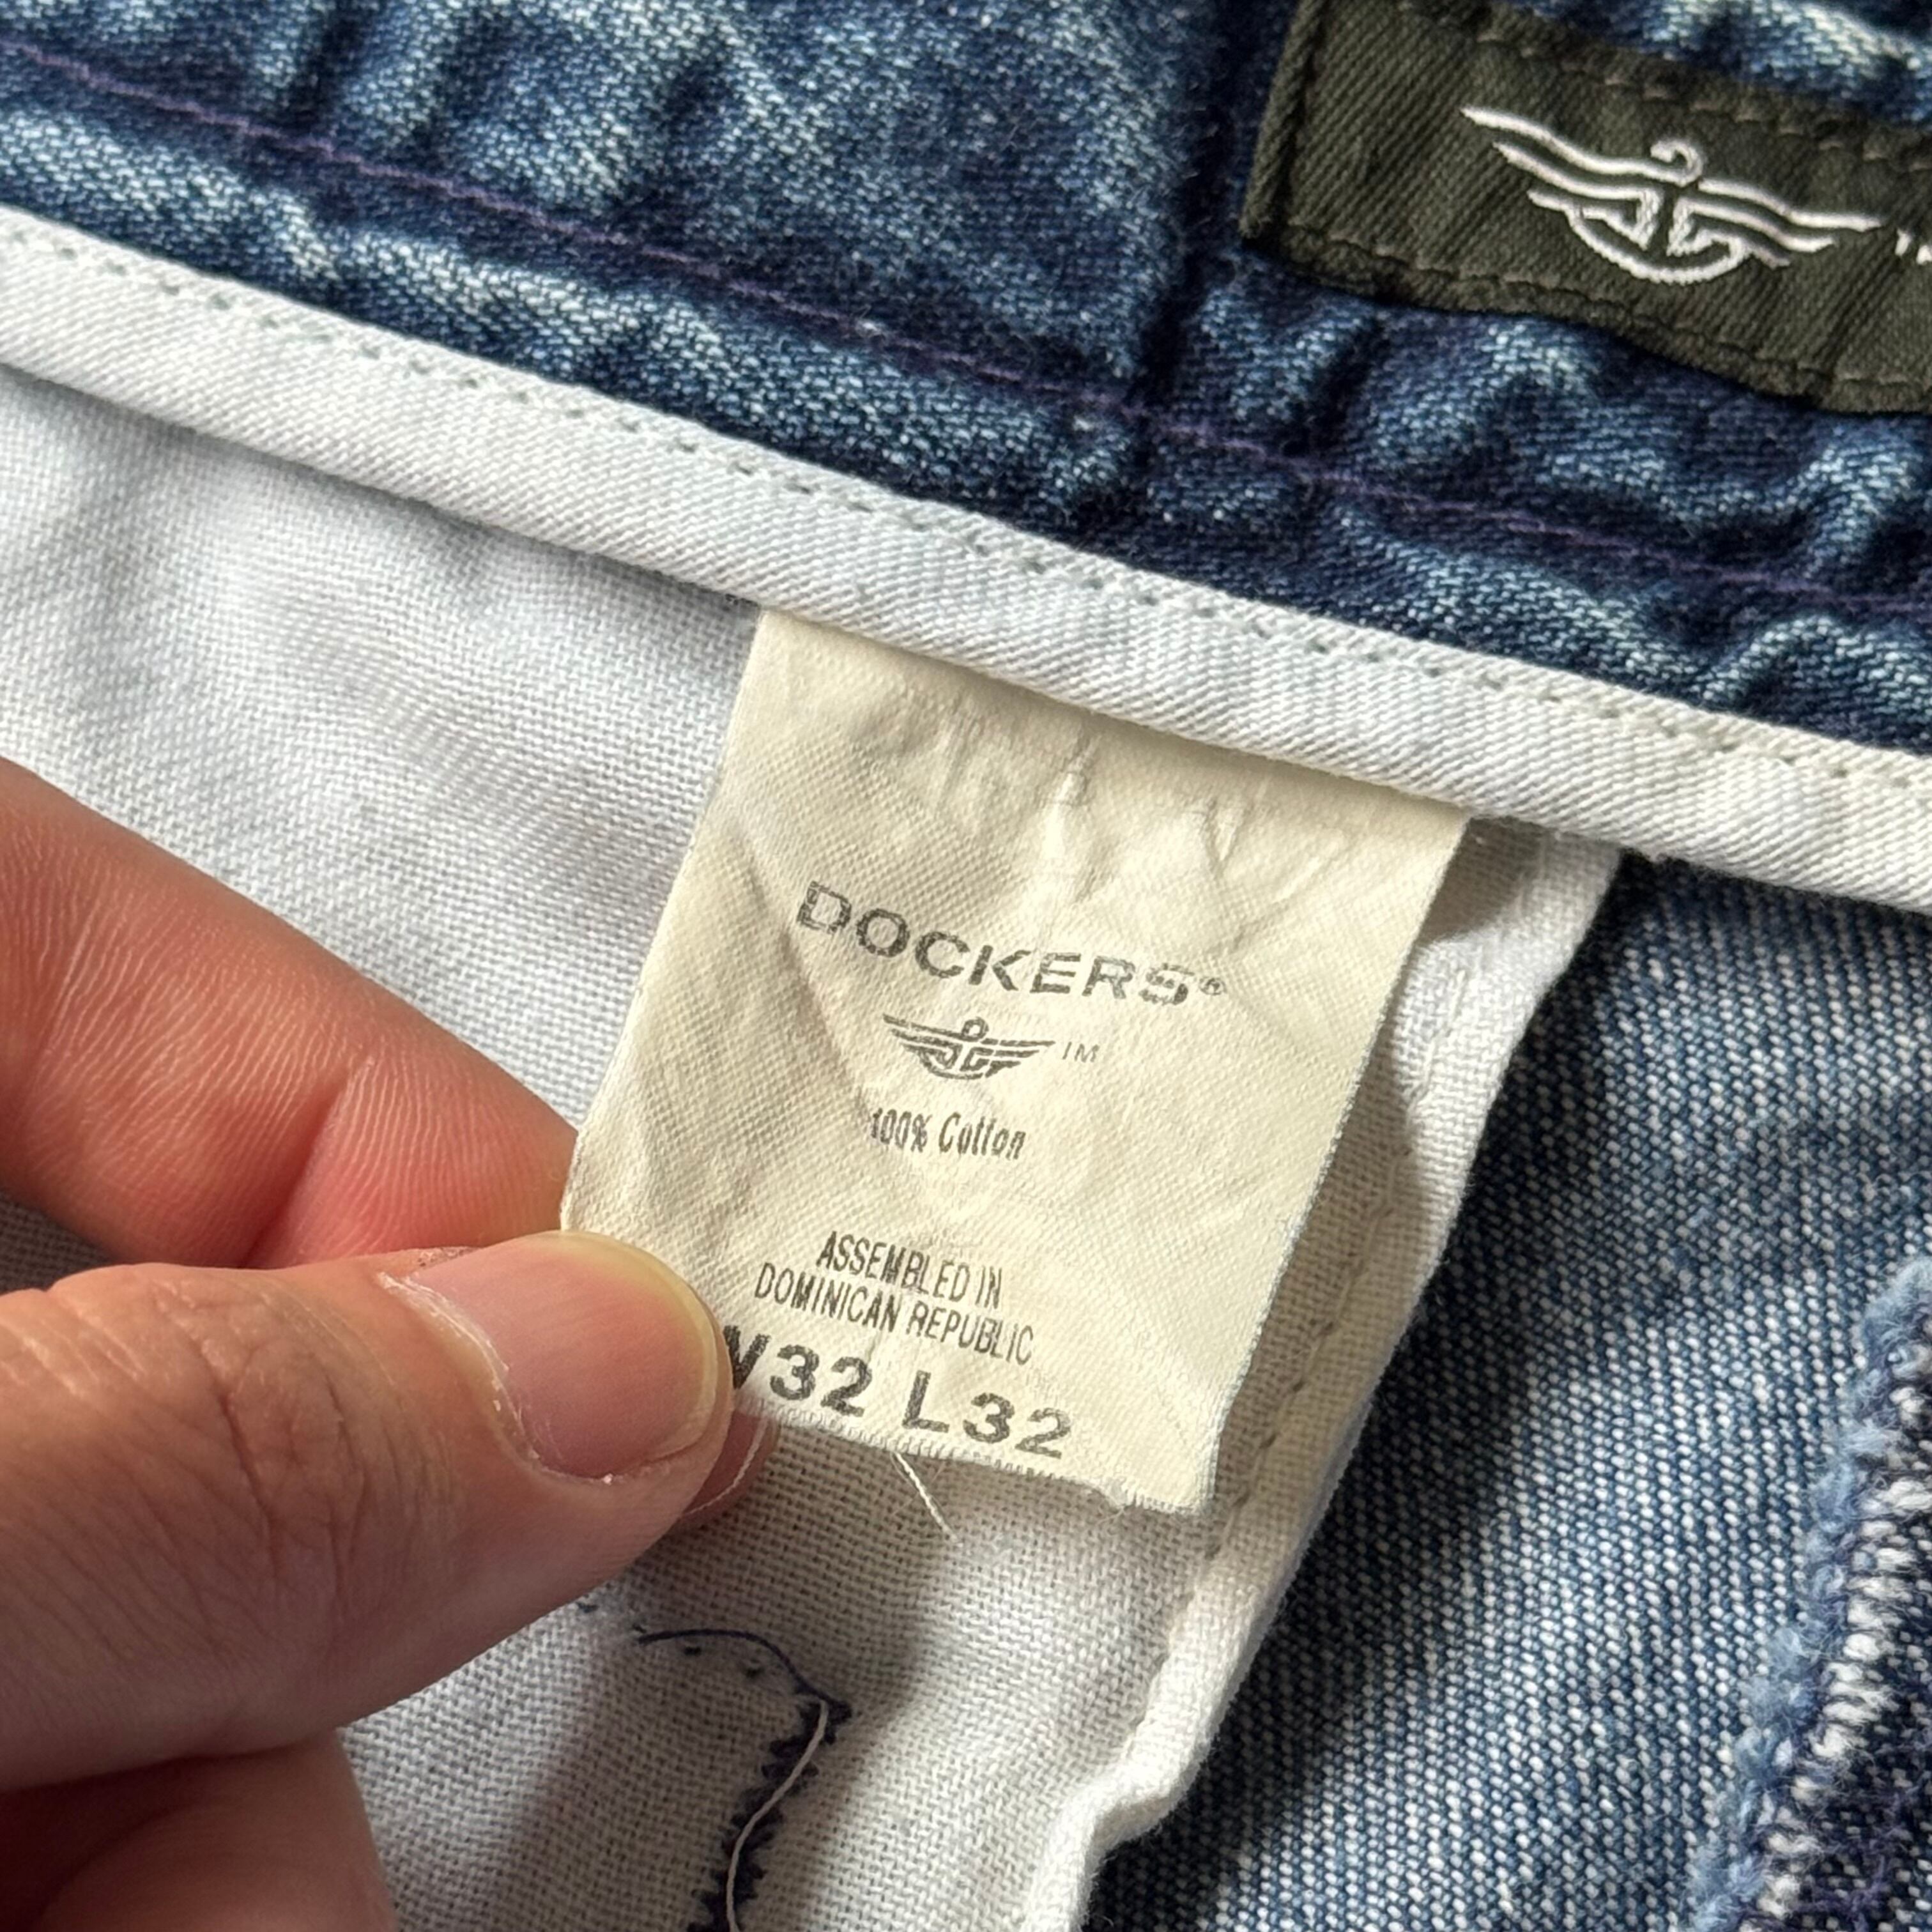 DOCKERS®
TM
100% Cotton
ASSEMBLED IN
DOMINICAN REPUBLIC
W32 L32